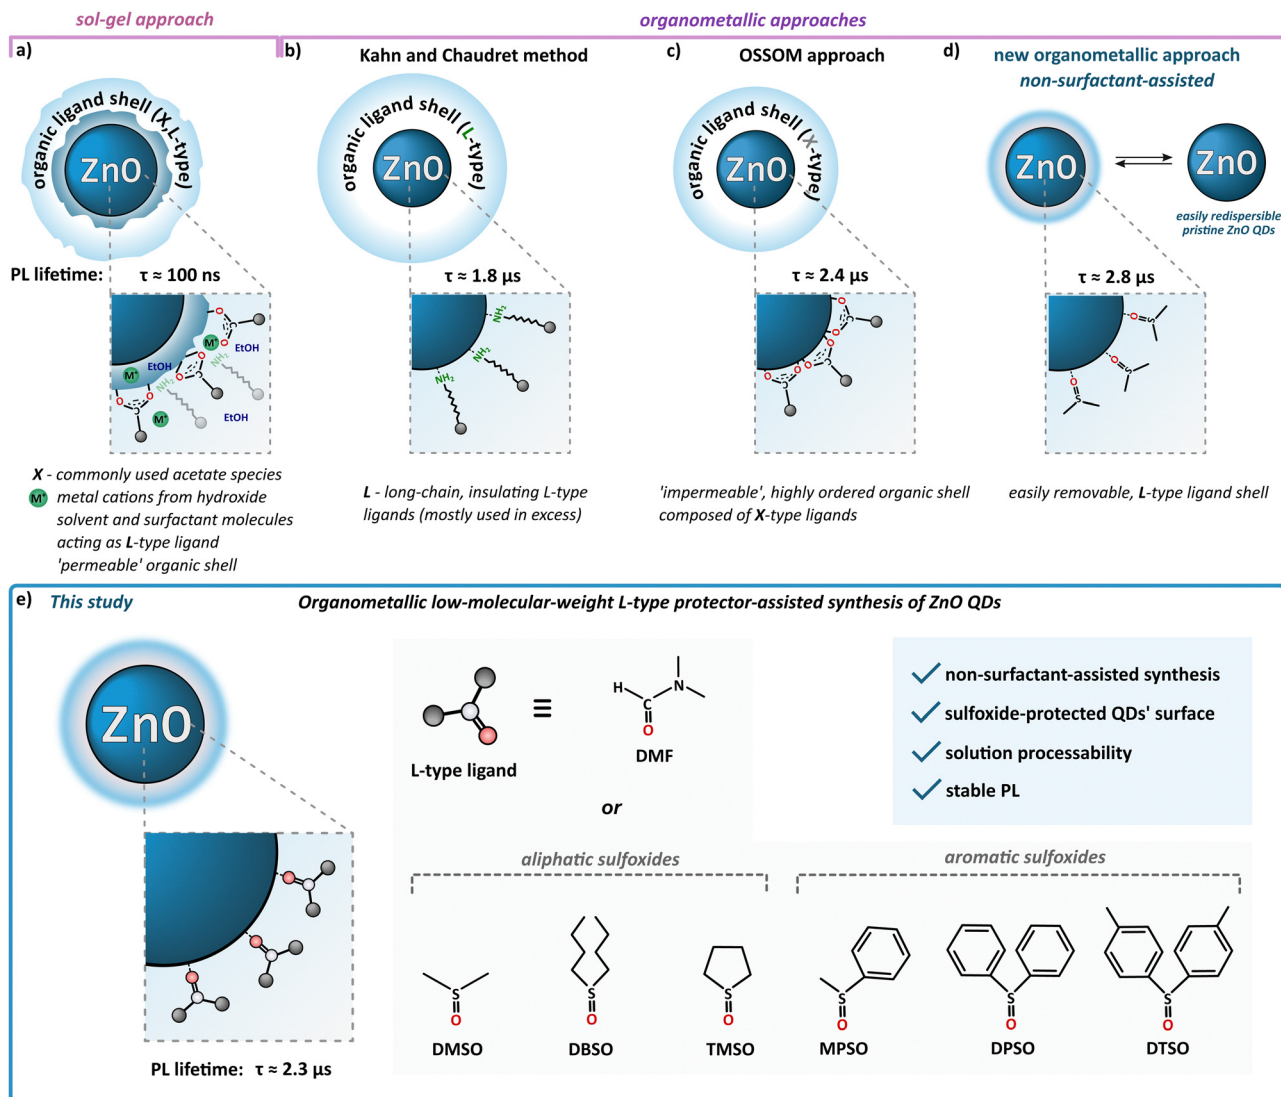 sol-gel approach
organometallic approaches
a)
organic ligand shell (X,L-type)
ZnO
b)
Kahn and Chaudret method
organic ligand shell (L-type)
ZnO
c)
OSSOM approach
organic ligand shell (X-type)
ZnO
d)
new organometallic approach
non-surfactant-assisted
ZnO
ZnO
easily redispersible
pristine ZnO QDs
PL lifetime:
τ ≈ 100 ns
τ ≈ 1.8 μs
τ ≈ 2.4 μs
τ ≈ 2.8 μs
O
C
O
M⁺
EtOH
O
C
O
NH₂
EtOH
M⁺
NH₂
O
C
O
M⁺
EtOH
NH₂
NH₂
NH₂
O
C
O
O
C
O
O
C
O
O
S
O
S
O
S
X - commonly used acetate species
M⁺ metal cations from hydroxide
solvent and surfactant molecules
acting as L-type ligand
'permeable' organic shell
L - long-chain, insulating L-type
ligands (mostly used in excess)
'impermeable', highly ordered organic shell
composed of X-type ligands
easily removable, L-type ligand shell
e)
This study
Organometallic low-molecular-weight L-type protector-assisted synthesis of ZnO QDs
ZnO
L-type ligand
≡
H
C
N
O
DMF
or
non-surfactant-assisted synthesis
sulfoxide-protected QDs' surface
solution processability
stable PL
aliphatic sulfoxides
aromatic sulfoxides
S
O
DMSO
S
O
DBSO
S
O
TMSO
S
O
MPSO
S
O
DPSO
S
O
DTSO
PL lifetime: τ ≈ 2.3 μs